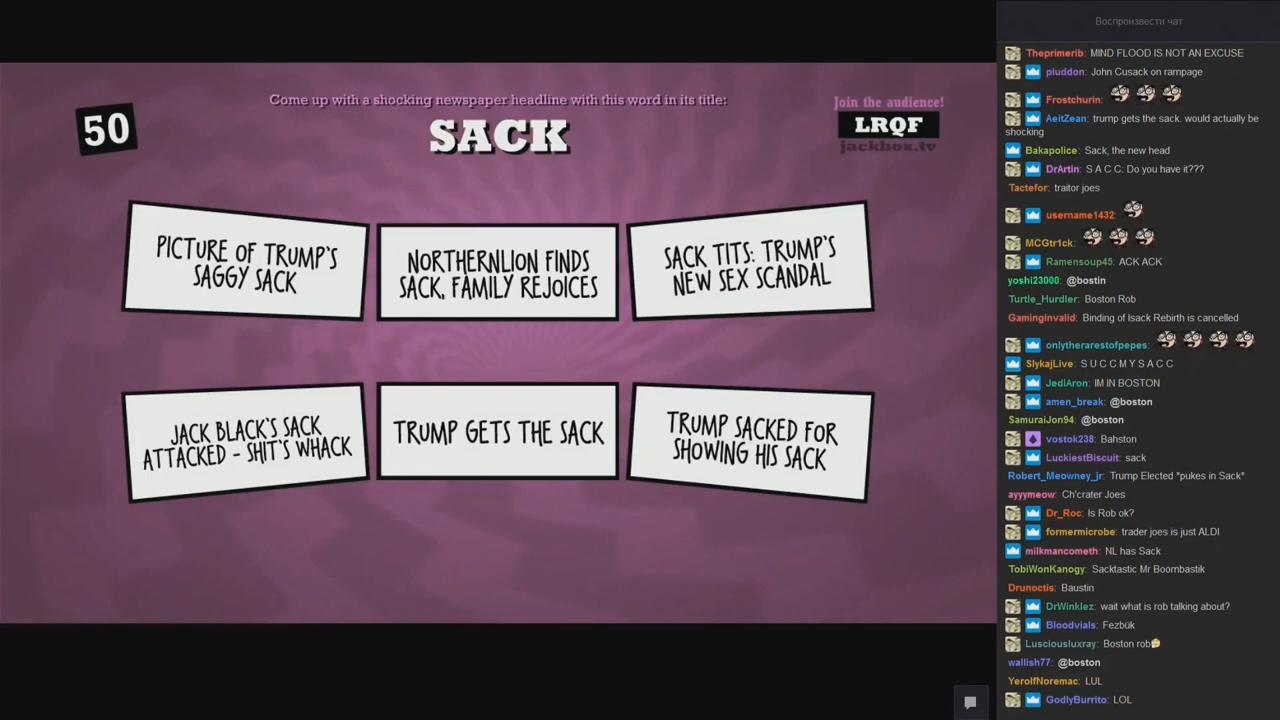 Воспроизвести чат
50
Come up with a shocking newspaper headline with this word in its title:
SACK
Join the audience!
LRQF
jackbox.tv
PICTURE OF TRUMP'S
SAGGY SACK
NORTHERNLION FINDS
SACK, FAMILY REJOICES
SACK TITS: TRUMP'S
NEW SEX SCANDAL
JACK BLACK'S SACK
ATTACKED - SHIT'S WHACK
TRUMP GETS THE SACK
TRUMP SACKED FOR
SHOWING HIS SACK
Theprimerib: MIND FLOOD IS NOT AN EXCUSE
pluddon: John Cusack on rampage
Frostchurin:
AeitZean: trump gets the sack. would actually be
shocking
Bakapolice: Sack, the new head
DrArtin: S A C C: Do you have it???
Tactefor: traitor joes
username1432:
MCGtr1ck:
Ramensoup45: ACK ACK
yoshi23000: @bostin
Turtle_Hurdler: Boston Rob
GamingInvalid: Binding of Isack Rebirth is cancelled
onlytherarestofpepes:
SlykajLive: S U C C M Y S A C C
JediAron: IM IN BOSTON
amen_break: @boston
SamuraiJon94: @boston
vostok238: Bahston
LuckiestBiscuit: sack
Robert_Meowney_jr: Trump Elected *pukes in Sack*
ayyymeow: Ch'crater Joes
Dr_Roc: Is Rob ok?
formermicrobe: trader joes is just ALDI
milkmancometh: NL has Sack
TobiWonKanogy: Sacktastic Mr Boombastik
Drunoctis: Baustin
DrWinklez: wait what is rob talking about?
Bloodvials: Fezbük
Lusciousluxray: Boston rob
wallish77: @boston
YerolfNoremac: LUL
GodlyBurrito: LOL